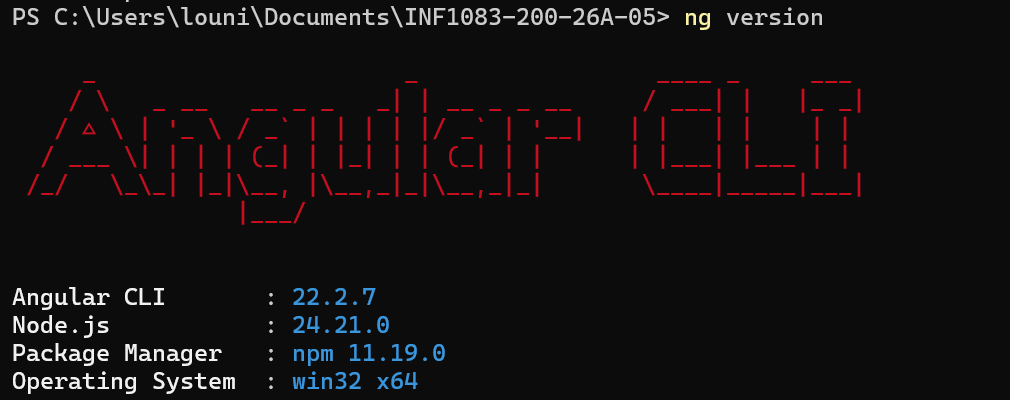 PS C:\Users\louni\Documents\INF1083-200-26A-05> ng version
Angular CLI
Angular CLI : 22.2.7
Node.js : 24.21.0
Package Manager : npm 11.19.0
Operating System : win32 x64